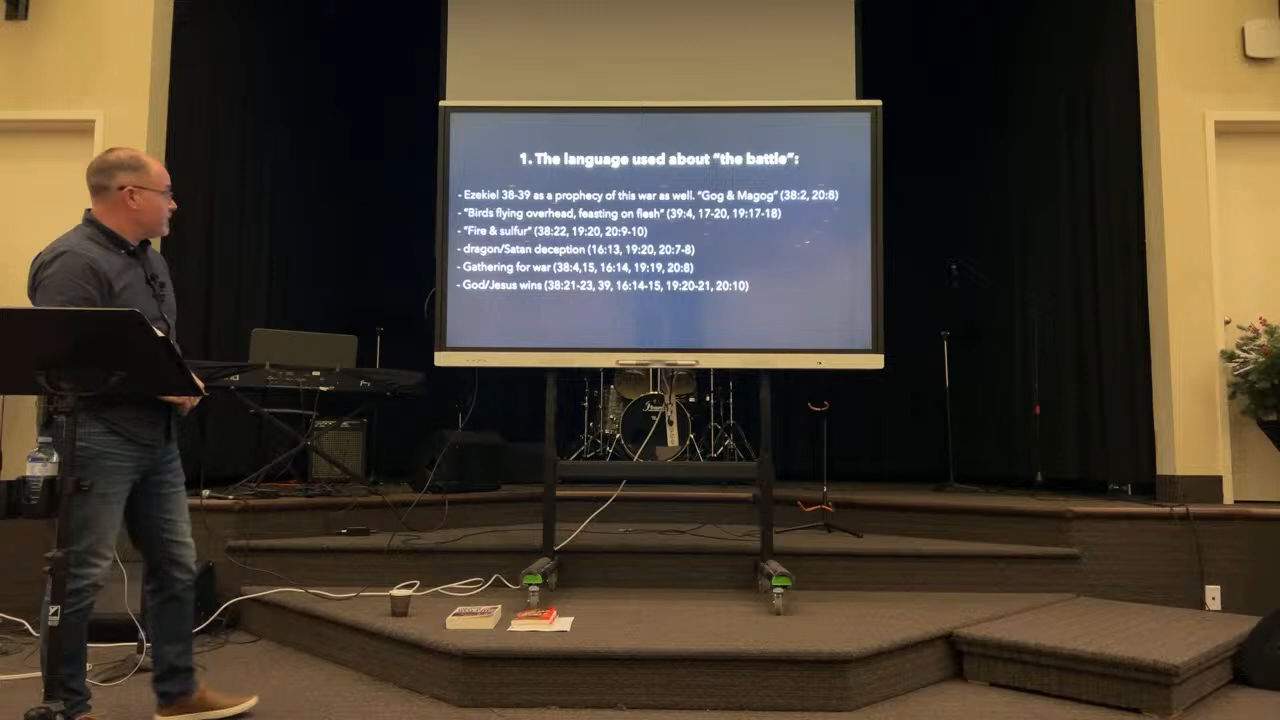 1. The language used about “the battle”:
- Ezekiel 38-39 as a prophecy of this war as well. “Gog & Magog” (38:2, 20:8)
- “Birds flying overhead, feasting on flesh” (39:4, 17-20, 19:17-18)
- “Fire & sulfur” (38:22, 19:20, 20:9-10)
- dragon/Satan deception (16:13, 19:20, 20:7-8)
- Gathering for war (38:4,15, 16:14, 19:19, 20:8)
- God/Jesus wins (38:21-23, 39, 16:14-15, 19:20-21, 20:10)